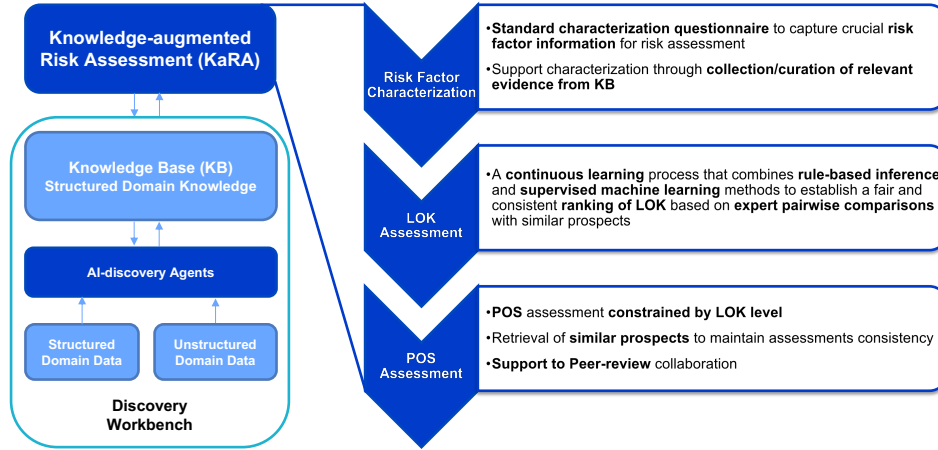 Knowledge-augmented
Risk Assessment (KaRA)
Knowledge Base (KB)
Structured Domain Knowledge
AI-discovery Agents
Structured
Domain Data
Unstructured
Domain Data
Discovery
Workbench
Risk Factor
Characterization
•Standard characterization questionnaire to capture crucial risk
factor information for risk assessment
•Support characterization through collection/curation of relevant
evidence from KB
LOK
Assessment
•A continuous learning process that combines rule-based inference
and supervised machine learning methods to establish a fair and
consistent ranking of LOK based on expert pairwise comparisons
with similar prospects
POS
Assessment
•POS assessment constrained by LOK level
•Retrieval of similar prospects to maintain assessments consistency
•Support to Peer-review collaboration